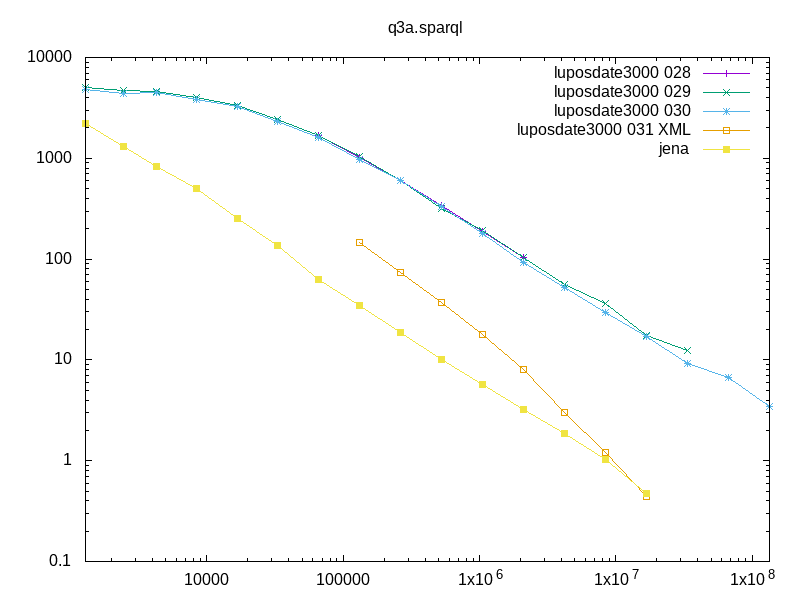 q3a.sparql
luposdate3000 028
luposdate3000 029
luposdate3000 030
luposdate3000 031 XML
jena
10000
1000
100
10
1
0.1
10000 100000 1x10^6 1x10^7 1x10^8